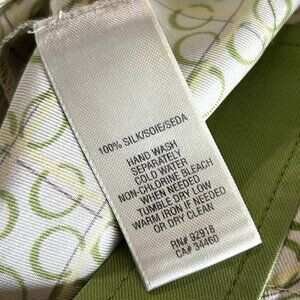 100% SILK/SOIE/SEDA
HAND WASH
SEPARATELY
COLD WATER
NON-CHLORINE BLEACH
WHEN NEEDED
TUMBLE DRY LOW
WARM IRON IF NEEDED
OR DRY CLEAN
RN# 92918
CA# 34460